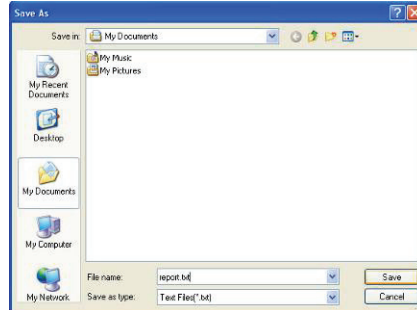 Save As
Save in:
My Documents
My Recent
Documents
Desktop
My Documents
My Computer
My Network
My Music
My Pictures
File name:
report.txt
Save
Save as type:
Text Files(*.txt)
Cancel